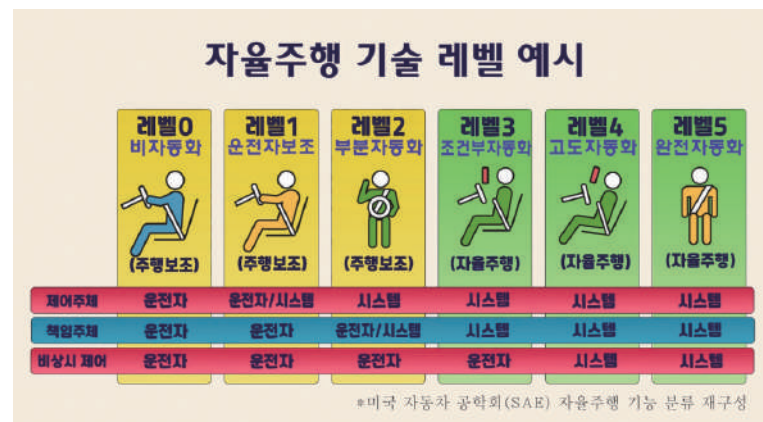 자율주행 기술 레벨 예시
레벨0 레벨1 레벨2 레벨3 레벨4 레벨5
비자동화 운전자보조 부분자동화 조건부자동화 고도자동화 완전자동화
(주행보조) (주행보조) (주행보조) (자율주행) (자율주행) (자율주행)
제어주체 운전자 운전자/시스템 시스템 시스템 시스템 시스템
책임주체 운전자 운전자 운전자/시스템 시스템 시스템 시스템
비상시 제어 운전자 운전자 운전자 운전자 시스템 시스템
*미국 자동차 공학회(SAE) 자율주행 기능 분류 재구성